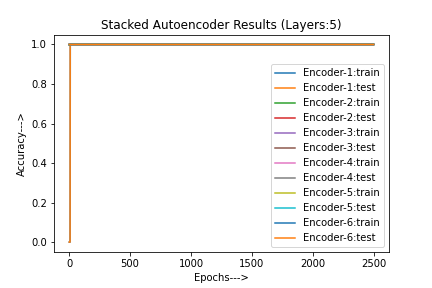 Stacked Autoencoder Results (Layers:5)
Accuracy--->
1.0
0.8
0.6
0.4
0.2
0.0
Encoder-1:train
Encoder-1:test
Encoder-2:train
Encoder-2:test
Encoder-3:train
Encoder-3:test
Encoder-4:train
Encoder-4:test
Encoder-5:train
Encoder-5:test
Encoder-6:train
Encoder-6:test
0 500 1000 1500 2000 2500
Epochs--->